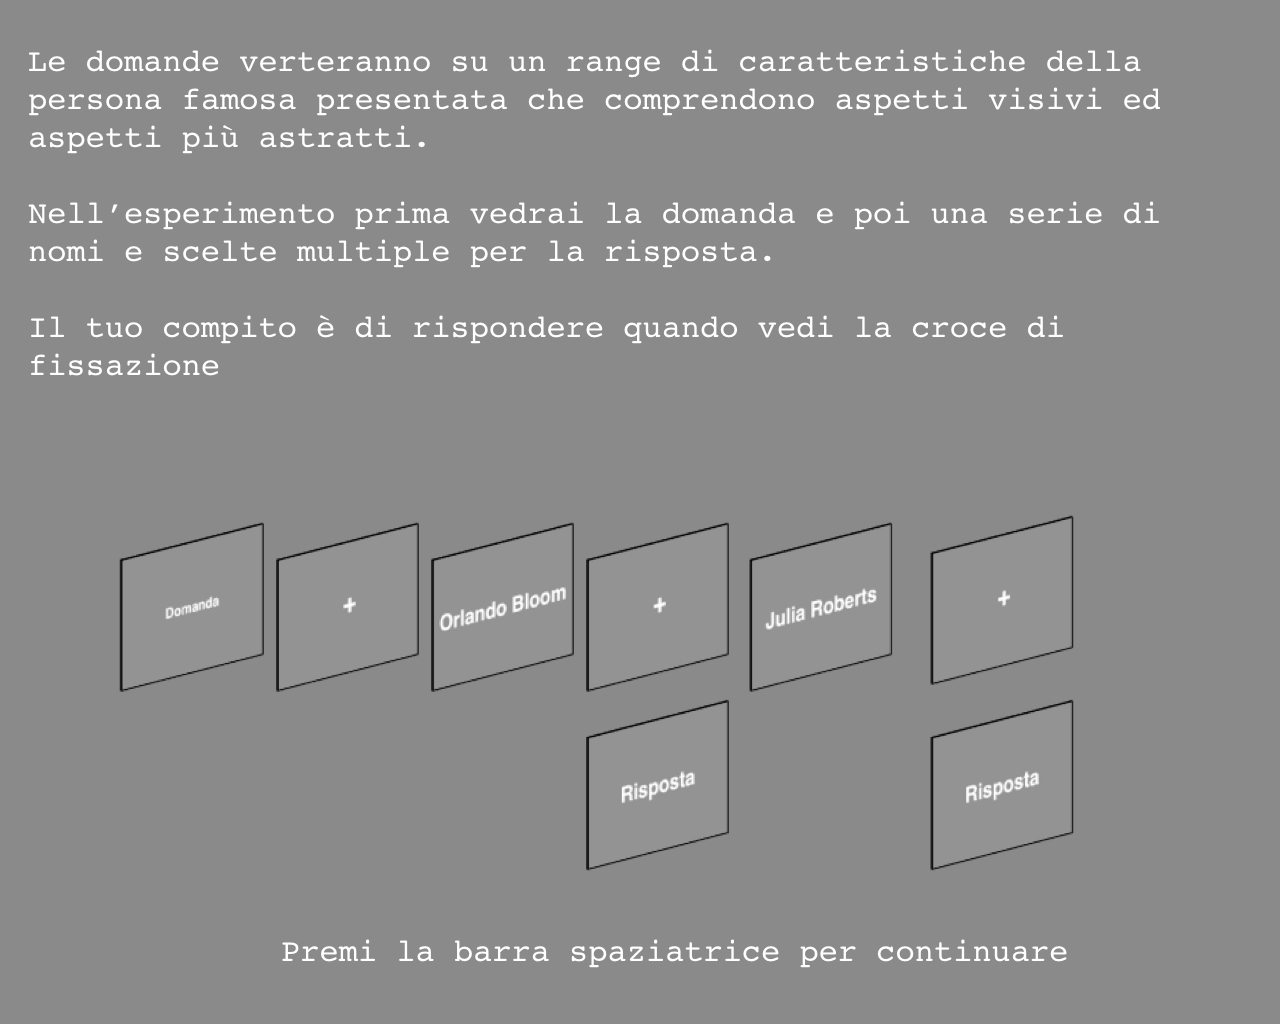 Le domande verteranno su un range di caratteristiche della
persona famosa presentata che comprendono aspetti visivi ed
aspetti più astratti.
Nell’esperimento prima vedrai la domanda e poi una serie di
nomi e scelte multiple per la risposta.
Il tuo compito è di rispondere quando vedi la croce di
fissazione
Domanda
+
Orlando Bloom
+
Julia Roberts
+
Risposta
Risposta
Premi la barra spaziatrice per continuare